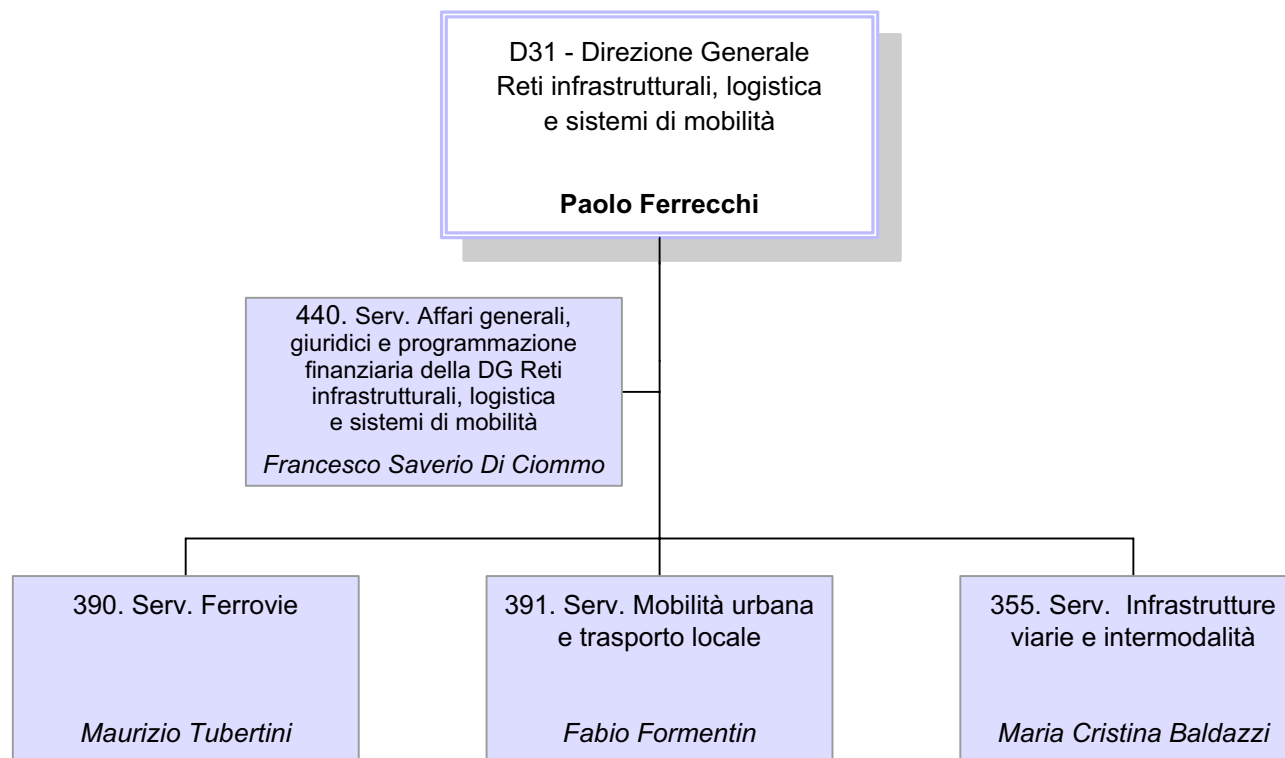 D31 - Direzione Generale
Reti infrastrutturali, logistica
e sistemi di mobilità
Paolo Ferrecchi
440. Serv. Affari generali,
giuridici e programmazione
finanziaria della DG Reti
infrastrutturali, logistica
e sistemi di mobilità
Francesco Saverio Di Ciommo
390. Serv. Ferrovie
Maurizio Tubertini
391. Serv. Mobilità urbana
e trasporto locale
Fabio Formentin
355. Serv.  Infrastrutture
viarie e intermodalità
Maria Cristina Baldazzi